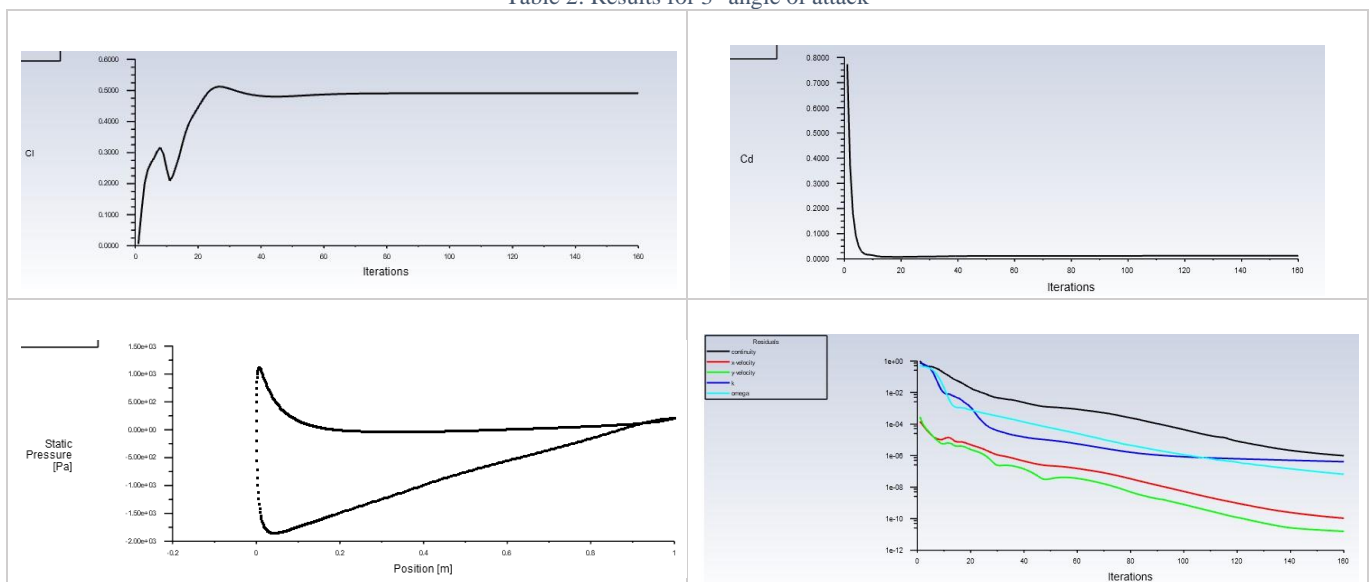 Table 2: Results for 5° angle of attack
0.6000
0.5000
0.4000
Cl
0.3000
0.2000
0.1000
0.0000
0
20
40
60
80
100
120
140
160
Iterations
0.8000
0.7000
0.6000
0.5000
Cd
0.4000
0.3000
0.2000
0.1000
0.0000
0
20
40
60
80
100
120
140
160
Iterations
1.50e+03
1.00e+03
5.00e+02
0.00e+00
Static
Pressure
[Pa]
-5.00e+02
-1.00e+03
-1.50e+03
-2.00e+03
-0.2
0
0.2
0.4
0.6
0.8
1
Position [m]
Residuals
continuity
x-velocity
y-velocity
k
omega
1e+00
1e-02
1e-04
1e-06
1e-08
1e-10
1e-12
0
20
40
60
80
100
120
140
160
Iterations